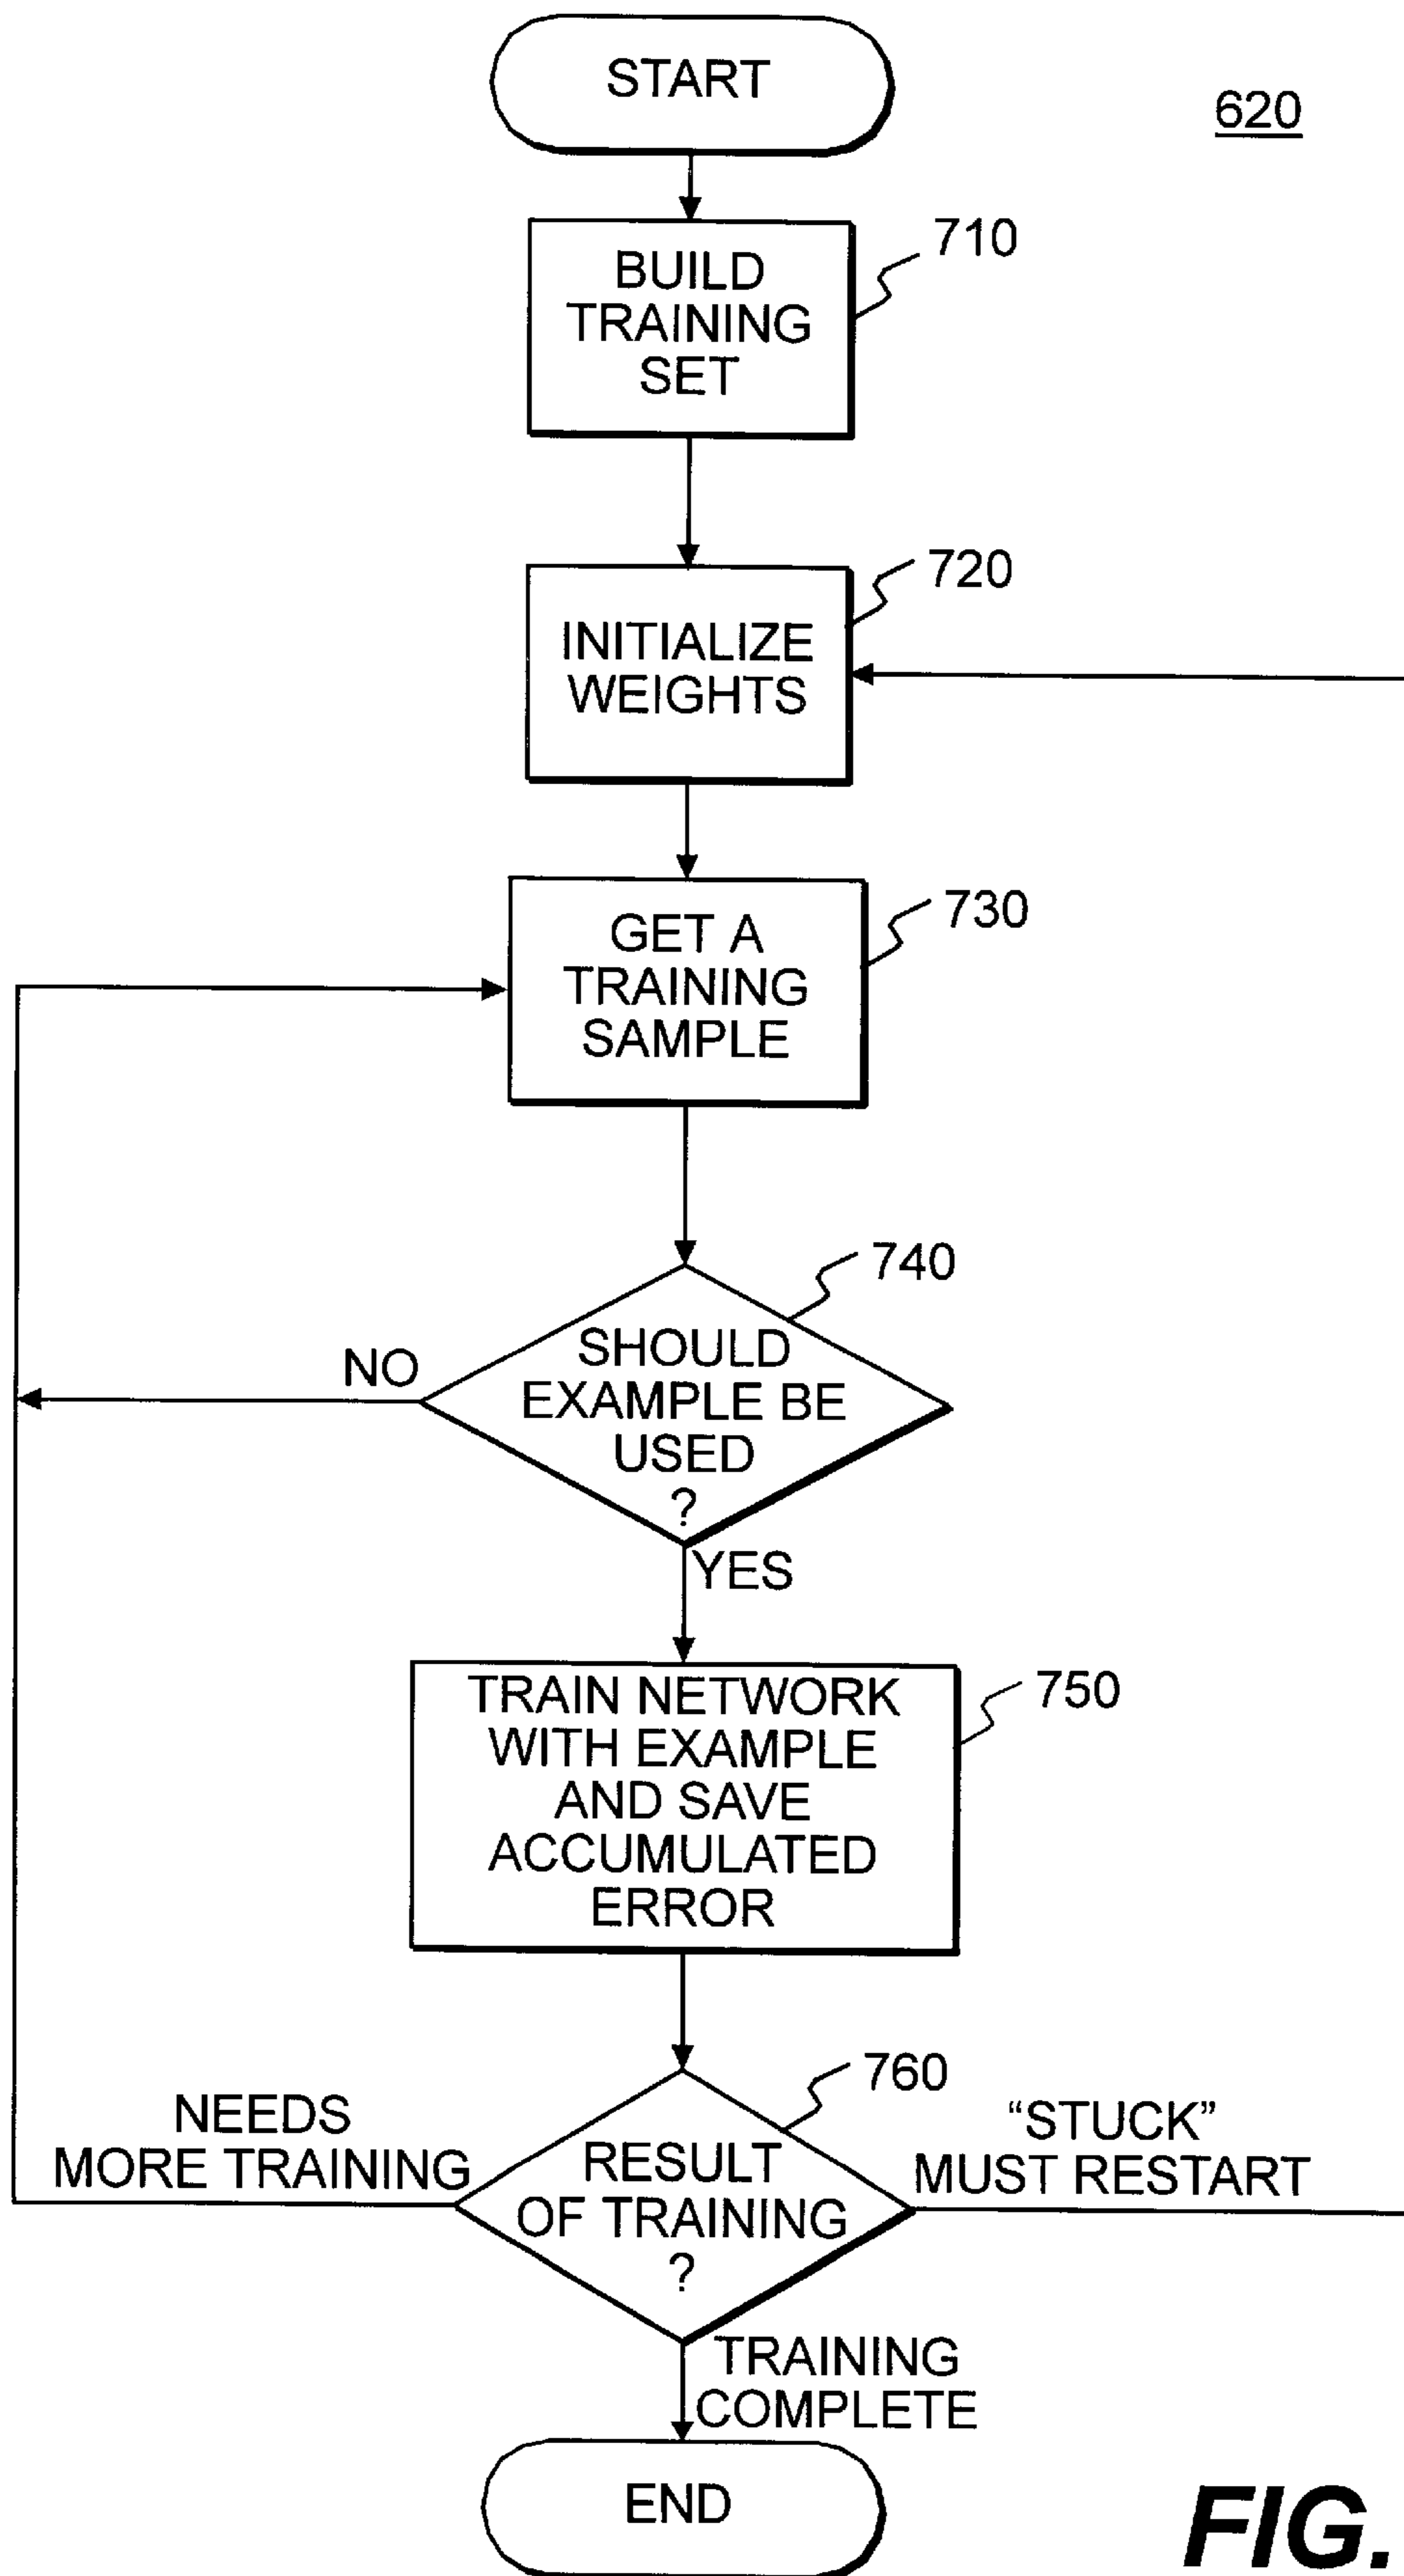 START
620
710
BUILD
TRAINING
SET
720
INITIALIZE
WEIGHTS
730
GET A
TRAINING
SAMPLE
740
SHOULD
EXAMPLE BE
USED
?
NO
YES
750
TRAIN NETWORK
WITH EXAMPLE
AND SAVE
ACCUMULATED
ERROR
760
NEEDS
MORE TRAINING
RESULT
OF TRAINING
?
“STUCK”
MUST RESTART
TRAINING
COMPLETE
END
FIG.